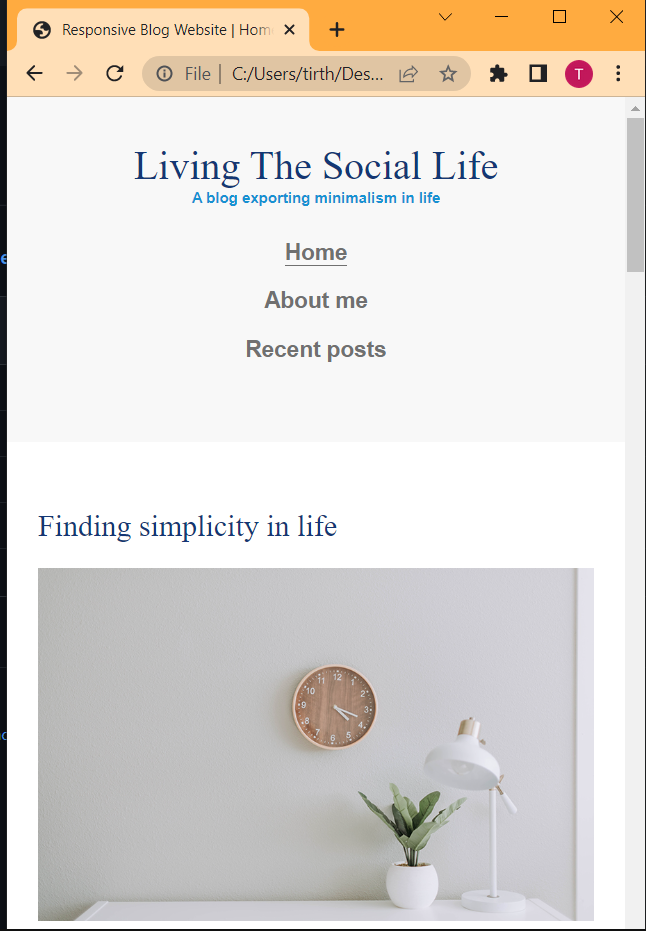 Responsive Blog Website | Hom
File | C:/Users/tirth/Des...
T
Living The Social Life
A blog exporting minimalism in life
Home
About me
Recent posts
Finding simplicity in life
12
11 1
10 2
9 3
8 4
7 5
6